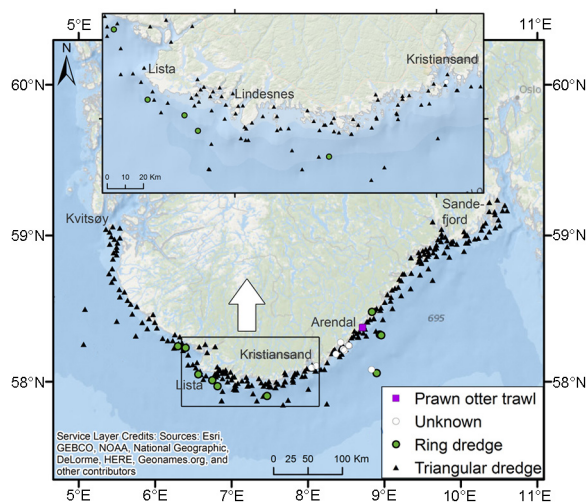 5°E
11°E
N
60°N
59°N
58°N
Lista
Lindesnes
Kristiansand
0 10 20 Km
Oslo
60°N
Sande-
fjord
Kvitsøy
59°N
Arendal
695
Kristiansand
Lista
58°N
Service Layer Credits: Sources: Esri,
GEBCO, NOAA, National Geographic,
DeLorme, HERE, Geonames.org, and
other contributors
0 25 50 100 Km
Prawn otter trawl
Unknown
Ring dredge
Triangular dredge
5°E 6°E 7°E 8°E 9°E 10°E 11°E